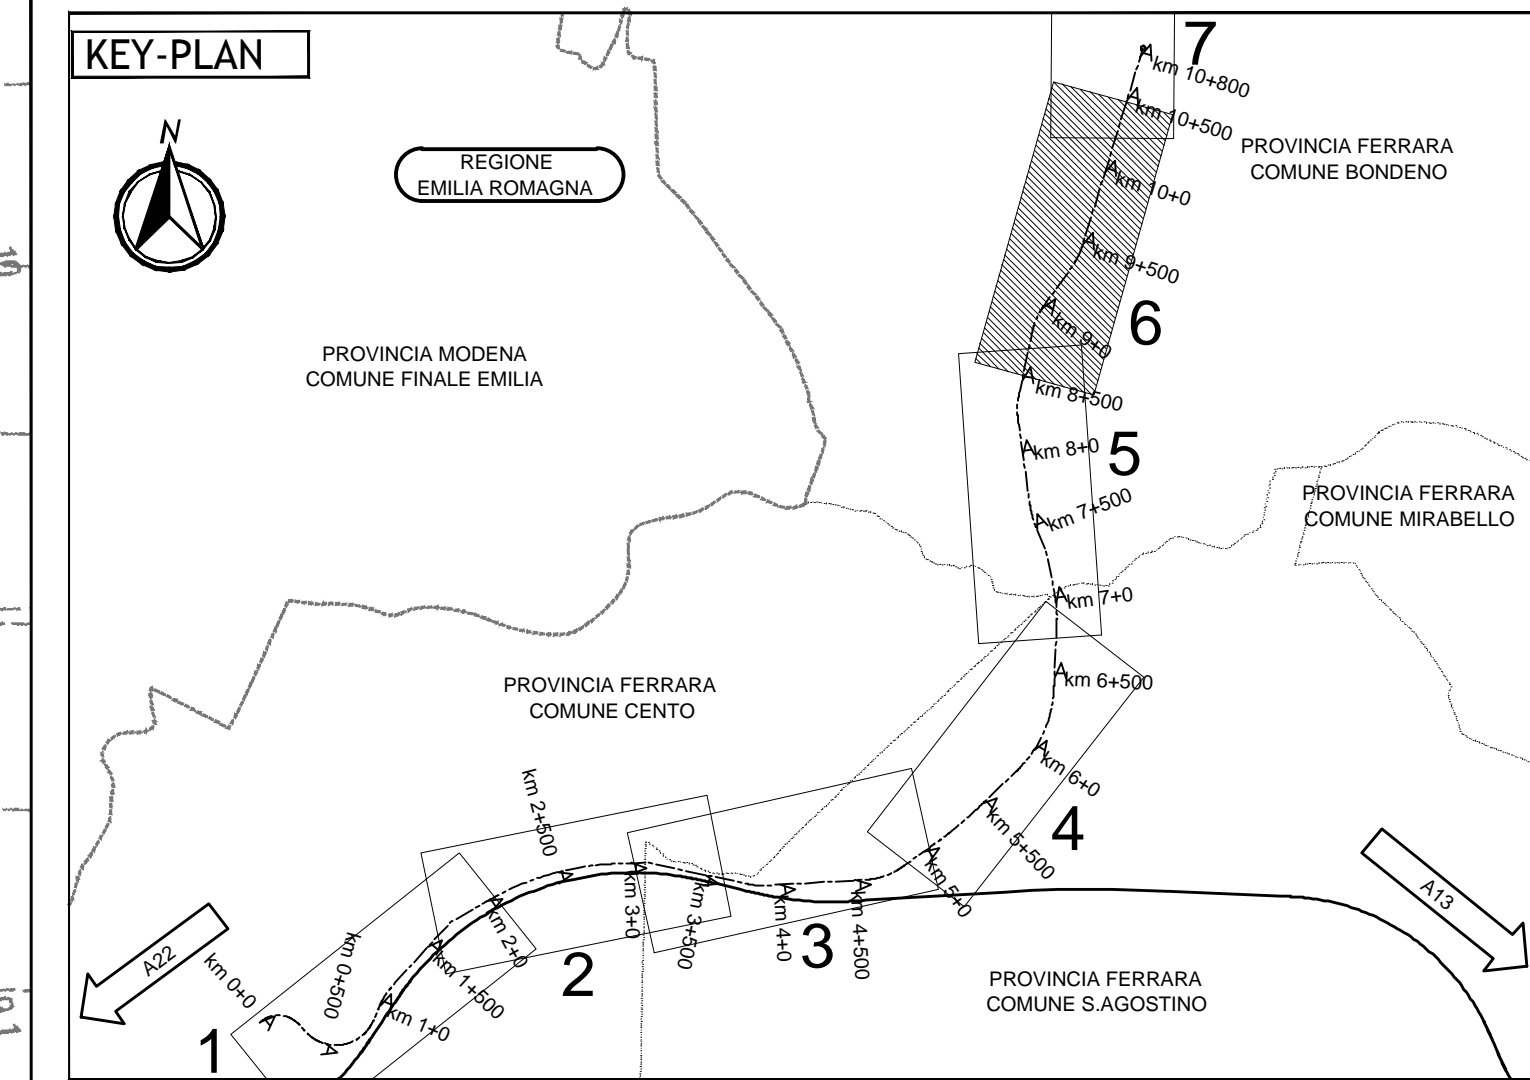 KEY-PLAN
N
REGIONE
EMILIA ROMAGNA
7
km 10+800
km 10+500
PROVINCIA FERRARA
COMUNE BONDENO
km 10+0
km 9+500
6
km 9+0
PROVINCIA MODENA
COMUNE FINALE EMILIA
km 8+500
km 8+0
5
km 7+500
PROVINCIA FERRARA
COMUNE MIRABELLO
km 7+0
km 6+500
PROVINCIA FERRARA
COMUNE CENTO
km 6+0
km 5+500
4
km 5+0
km 2+500
km 3+0
km 3+500
km 4+0
km 4+500
3
A13
km 2+0
2
km 1+500
km 1+0
km 0+500
km 0+0
A22
1
PROVINCIA FERRARA
COMUNE S.AGOSTINO